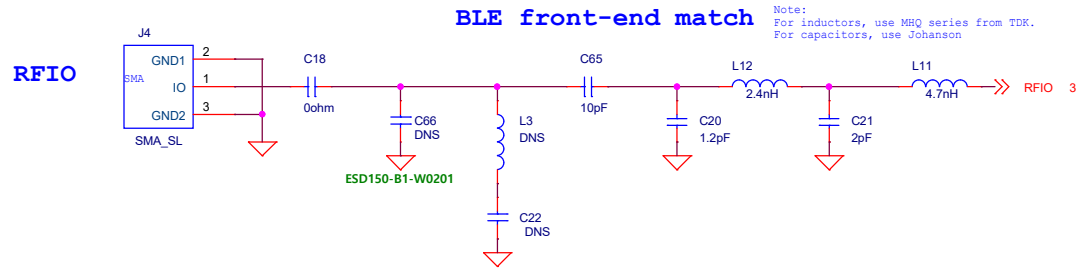 BLE front-end match
Note:
For inductors, use MHQ series from TDK.
For capacitors, use Johanson
RFIO
J4
SMA
GND1
2
IO
1
GND2
3
SMA_SL
C18
0ohm
C66
DNS
ESD150-B1-W0201
L3
DNS
C22
DNS
C65
10pF
C20
1.2pF
L12
2.4nH
C21
2pF
L11
4.7nH
RFIO 3